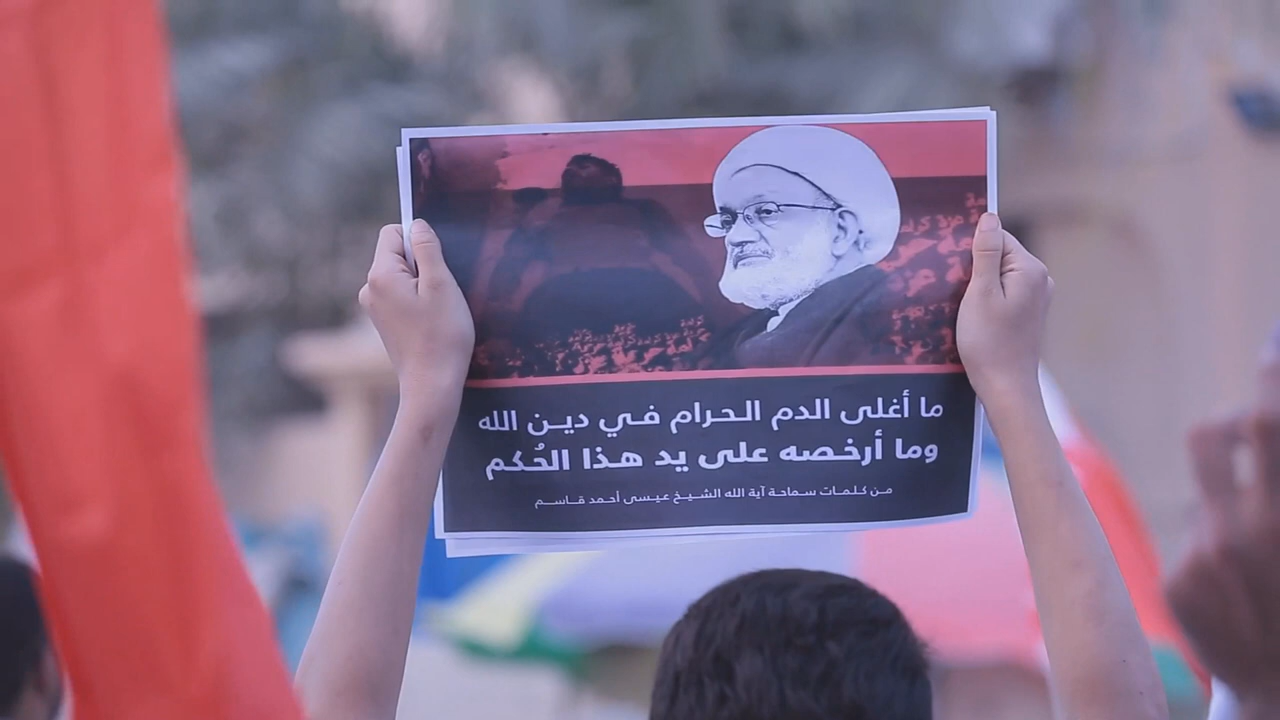 ما أغلى الدم الحرام في دين الله
وما أرخصه على يد هذا الحُكم
من كلمات سماحة آية الله الشيخ عيسى أحمد قاسم